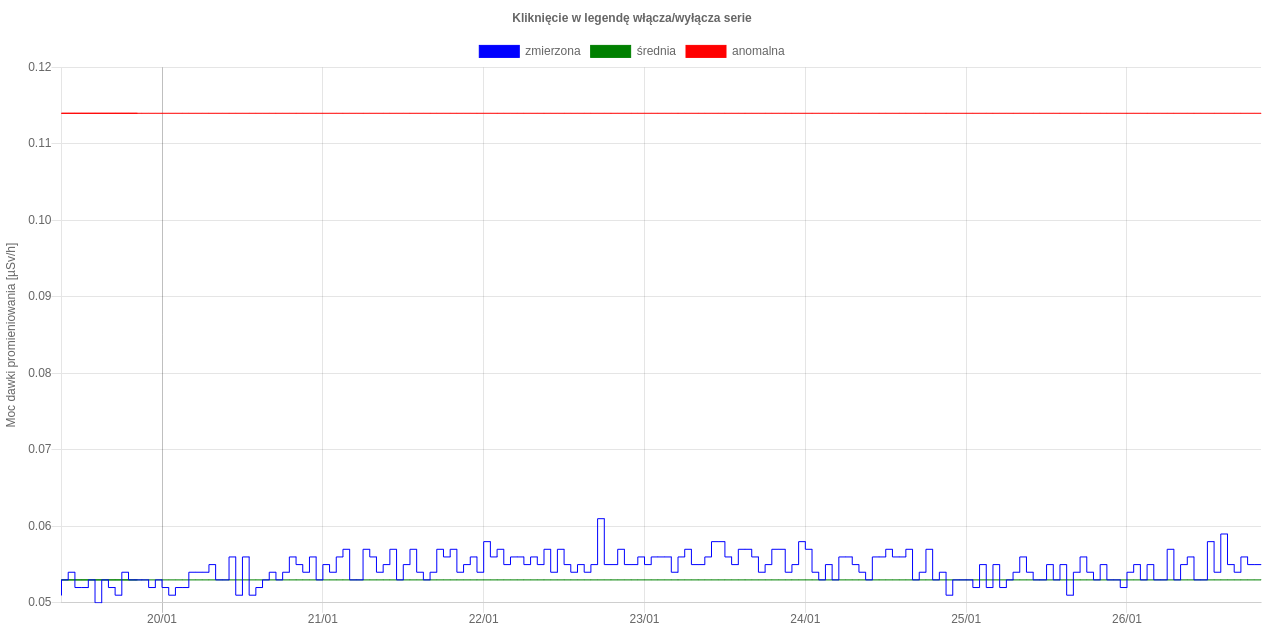 Kliknięcie w legendę włącza/wyłącza serie
zmierzona średnia anomalna
Moc dawki promieniowania [µSv/h]
0.12
0.11
0.10
0.09
0.08
0.07
0.06
0.05
20/01 21/01 22/01 23/01 24/01 25/01 26/01